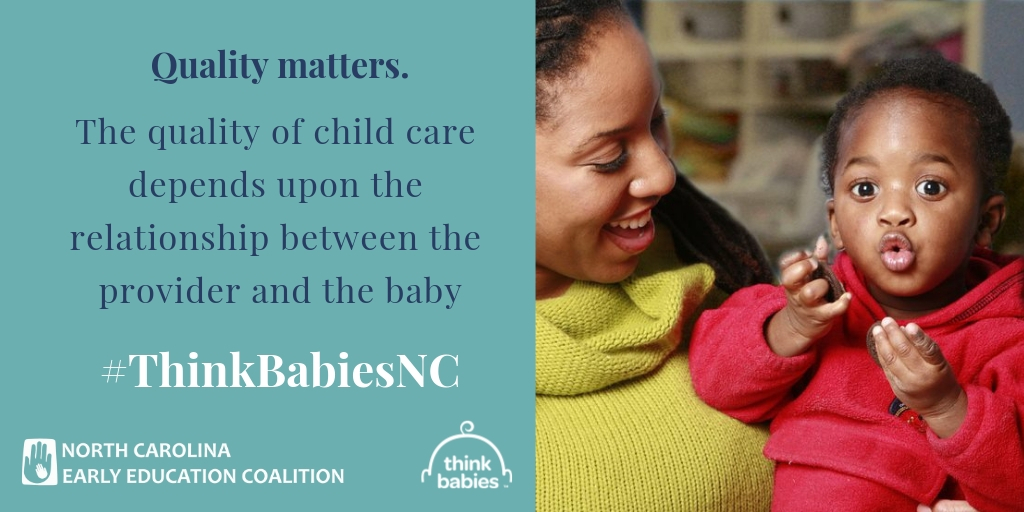 Quality matters.
The quality of child care
depends upon the
relationship between the
provider and the baby
#ThinkBabiesNC
NORTH CAROLINA
EARLY EDUCATION COALITION
think
babies™